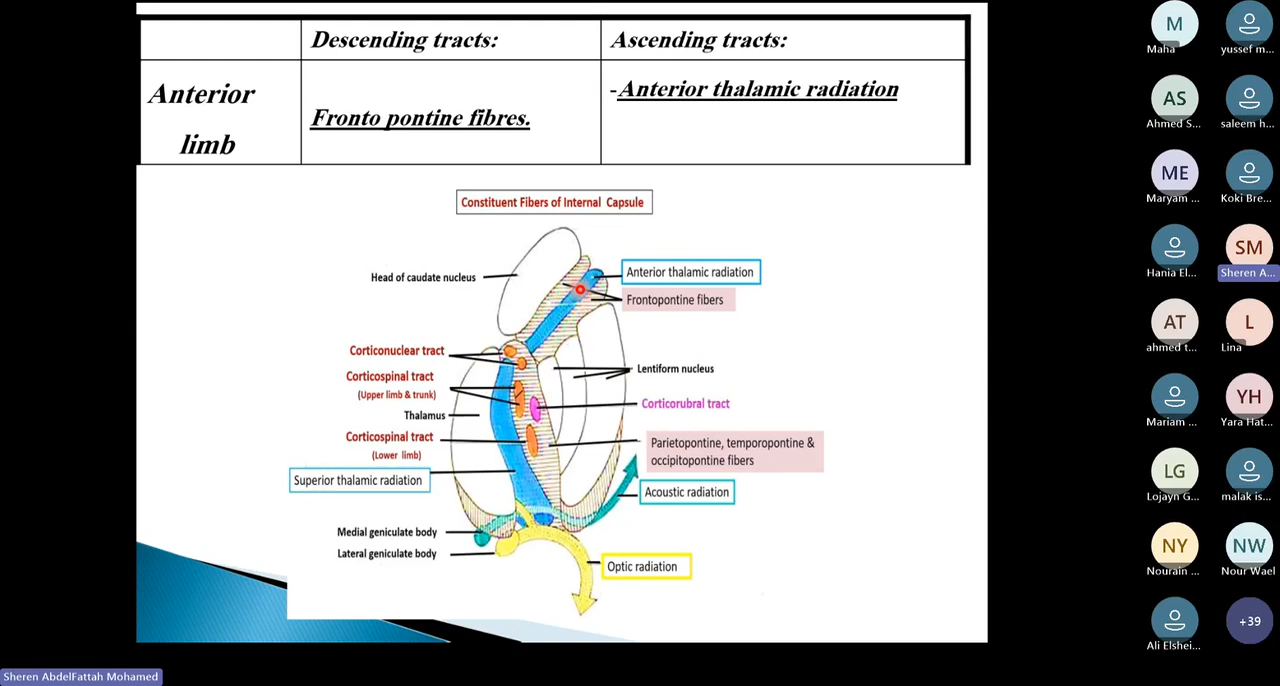 Descending tracts:
Ascending tracts:
Anterior
limb
Fronto pontine fibres.
-Anterior thalamic radiation
Constituent Fibers of Internal Capsule
Head of caudate nucleus
Anterior thalamic radiation
Frontopontine fibers
Corticonuclear tract
Corticospinal tract
(Upper limb & trunk)
Thalamus
Corticospinal tract
(Lower limb)
Superior thalamic radiation
Medial geniculate body
Lateral geniculate body
Lentiform nucleus
Corticorubral tract
Parietopontine, temporopontine &
occipitopontine fibers
Acoustic radiation
Optic radiation
M
Maha
yussef m...
AS
Ahmed S...
saleem h...
ME
Maryam ...
Koki Bre...
Hania El...
SM
Sheren A...
AT
ahmed t...
L
Lina
Mariam ...
YH
Yara Hat...
LG
Lojayn G...
malak is...
NY
Nourain ...
NW
Nour Wael
Ali Elshei...
+39
Sheren AbdelFattah Mohamed